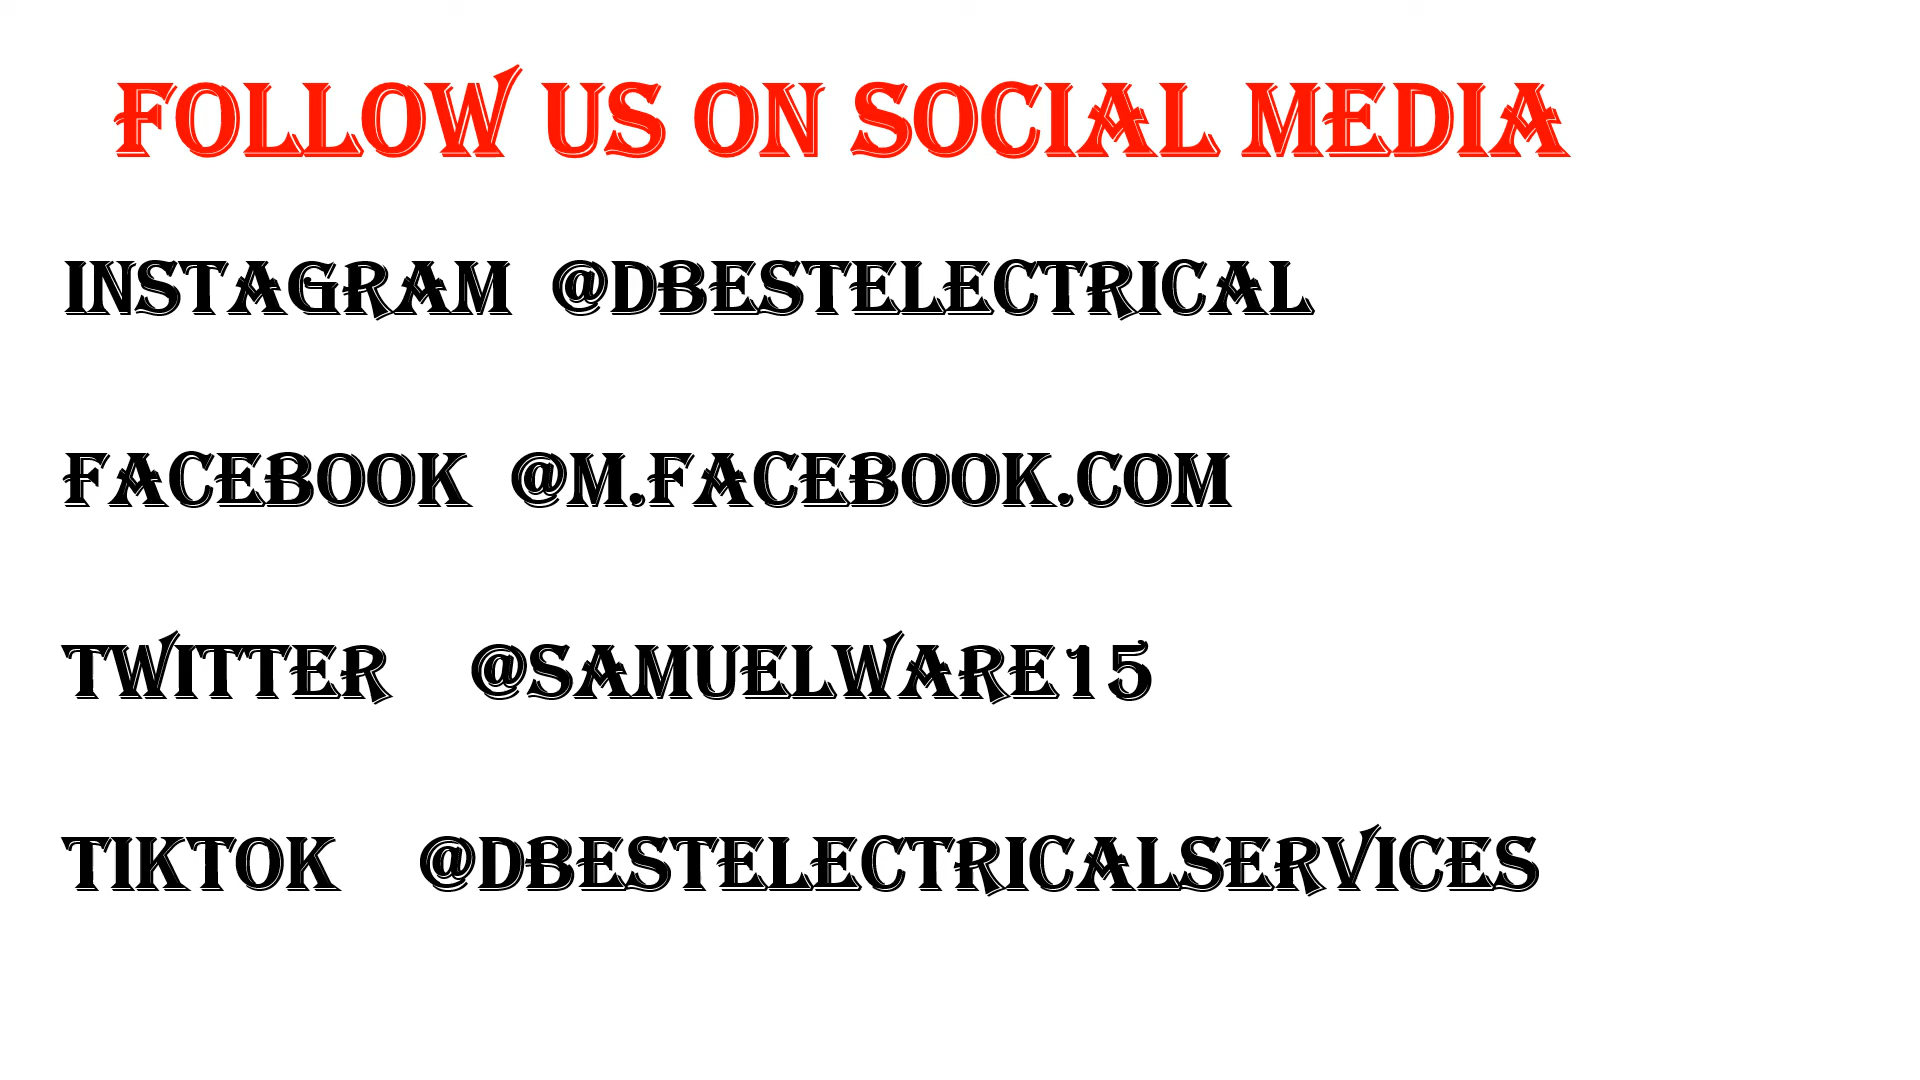 FOLLOW US ON SOCIAL MEDIA
INSTAGRAM @DBESTELECTRICAL
FACEBOOK @M.FACEBOOK.COM
TWITTER @SAMUELWARE15
TIKTOK @DBESTELECTRICALSERVICES